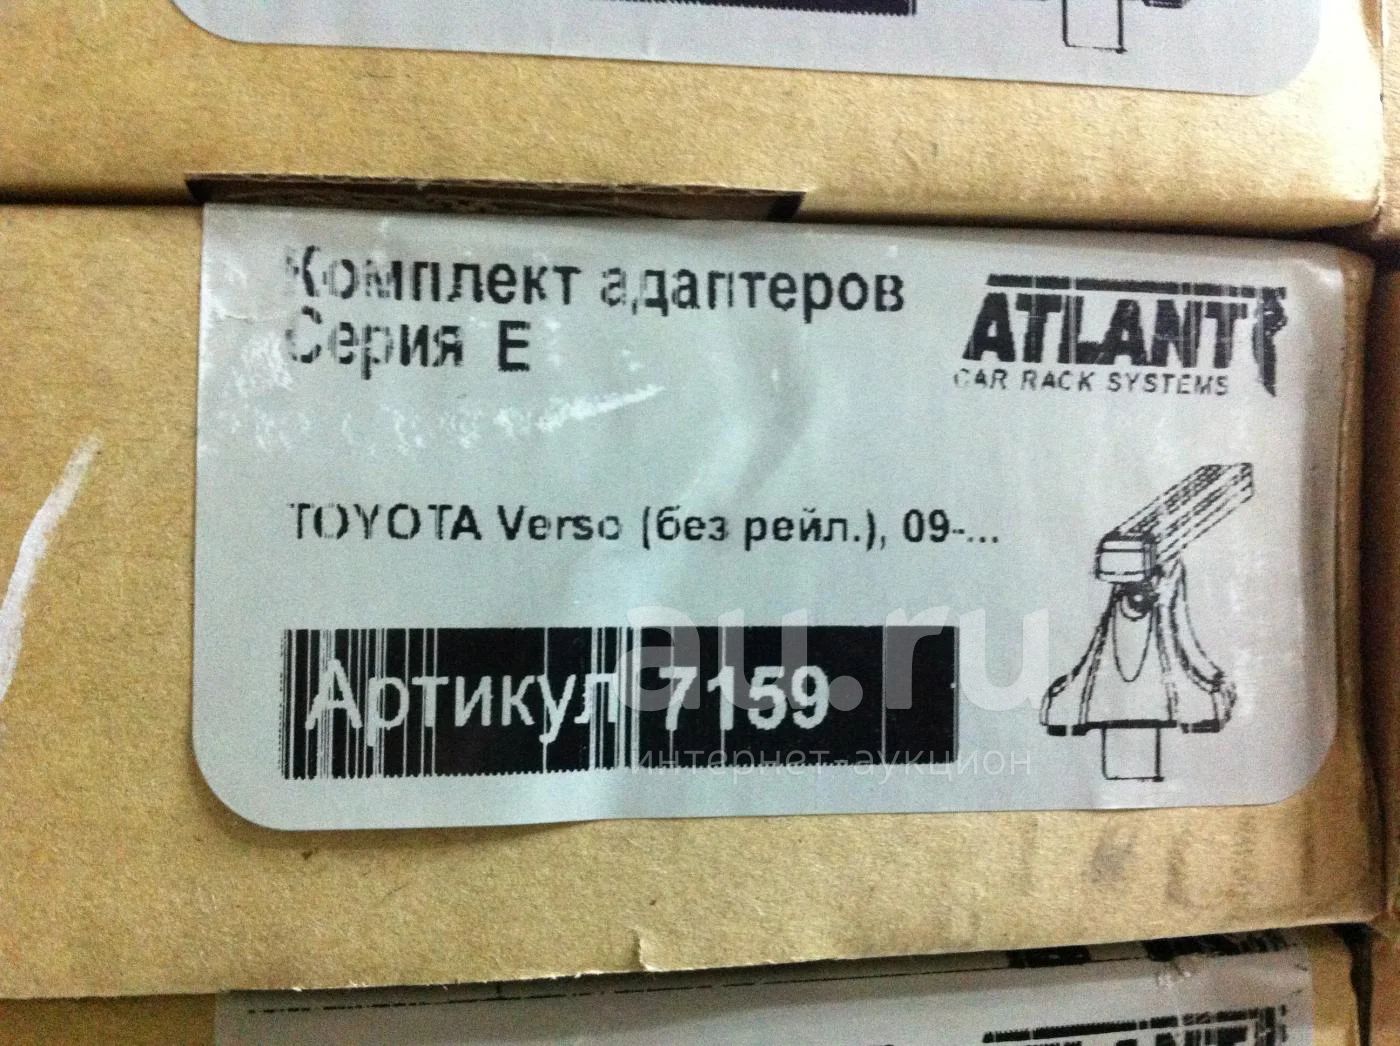 Комплект адаптеров
Серия E
ATLANT
CAR RACK SYSTEMS
TOYOTA Verso (без рейл.), 09-...
Артикул 7159
au.ru
интернет-аукцион